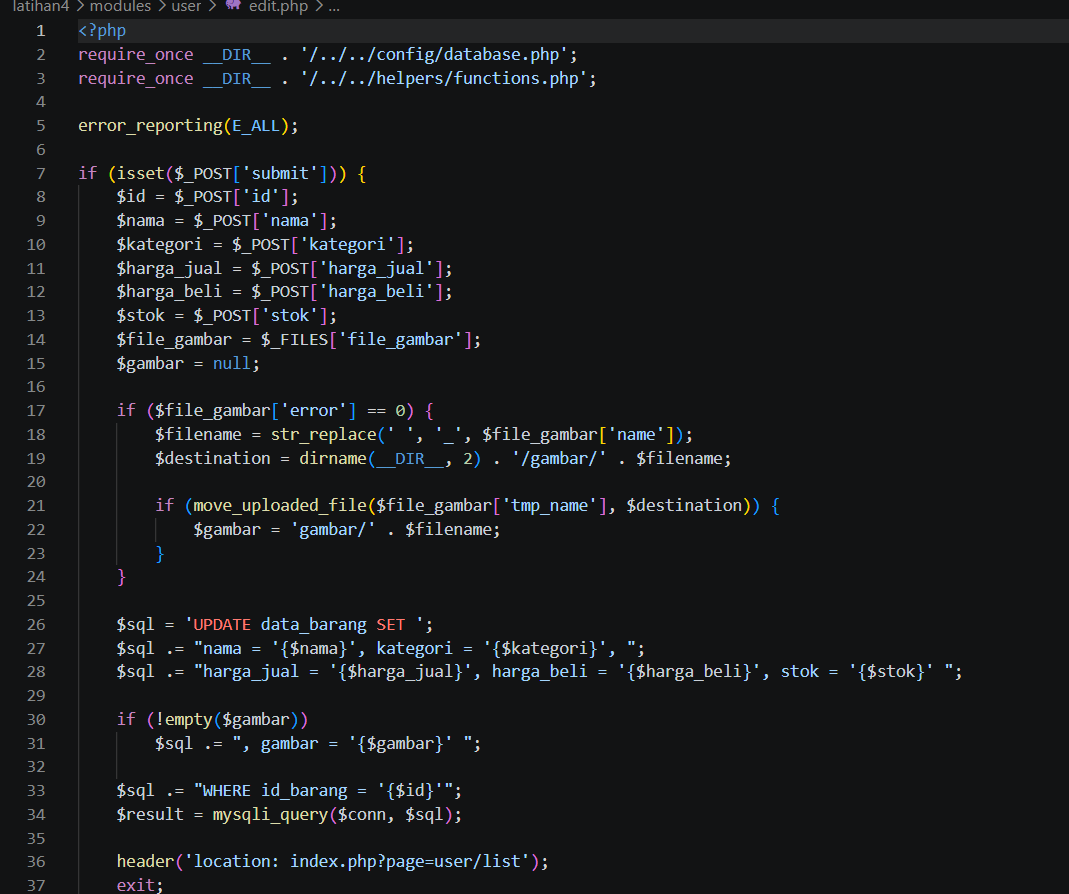 latihan4 > modules > user > edit.php > ...
1 <?php
2 require_once __DIR__ . '/../../config/database.php';
3 require_once __DIR__ . '/../../helpers/functions.php';
4
5 error_reporting(E_ALL);
6
7 if (isset($_POST['submit'])) {
8     $id = $_POST['id'];
9     $nama = $_POST['nama'];
10     $kategori = $_POST['kategori'];
11     $harga_jual = $_POST['harga_jual'];
12     $harga_beli = $_POST['harga_beli'];
13     $stok = $_POST['stok'];
14     $file_gambar = $_FILES['file_gambar'];
15     $gambar = null;
16
17     if ($file_gambar['error'] == 0) {
18         $filename = str_replace(' ', '_', $file_gambar['name']);
19         $destination = dirname(__DIR__, 2) . '/gambar/' . $filename;
20
21         if (move_uploaded_file($file_gambar['tmp_name'], $destination)) {
22             $gambar = 'gambar/' . $filename;
23         }
24     }
25
26     $sql = 'UPDATE data_barang SET ';
27     $sql .= "nama = '{$nama}', kategori = '{$kategori}', ";
28     $sql .= "harga_jual = '{$harga_jual}', harga_beli = '{$harga_beli}', stok = '{$stok}' ";
29
30     if (!empty($gambar))
31         $sql .= ", gambar = '{$gambar}' ";
32
33     $sql .= "WHERE id_barang = '{$id}'";
34     $result = mysqli_query($conn, $sql);
35
36     header('location: index.php?page=user/list');
37     exit;